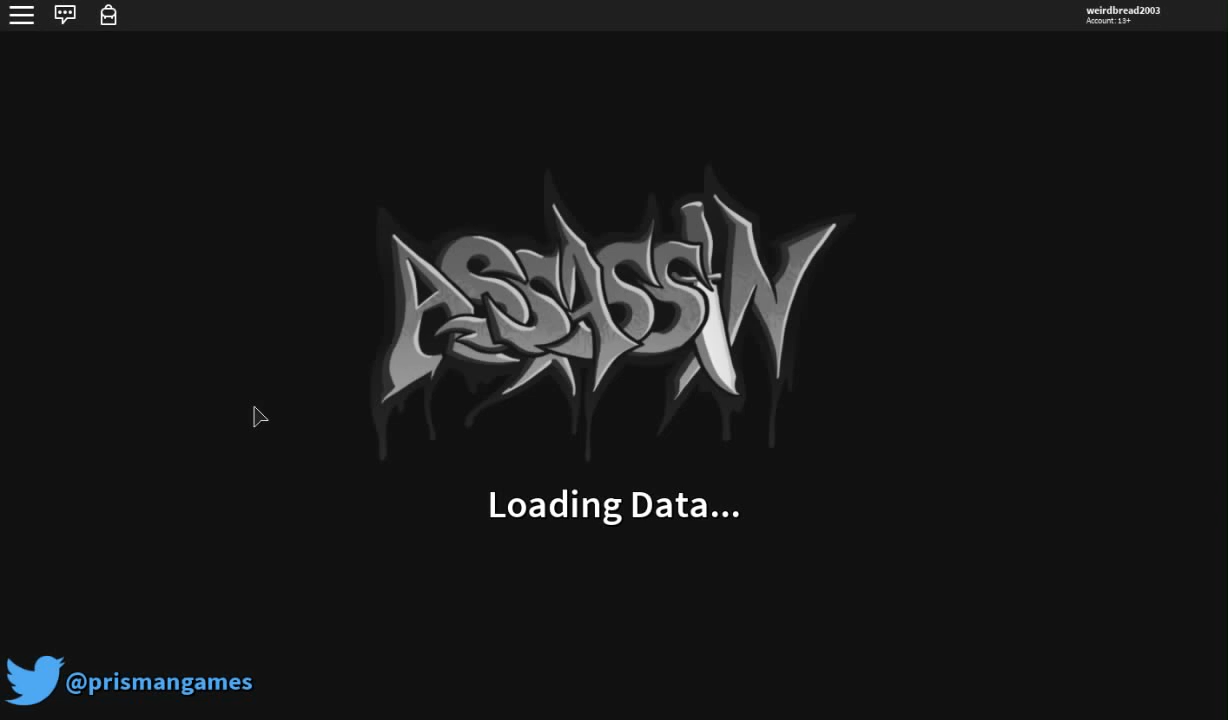 weirdbread2003
Account: 13+
ASSASSIN
Loading Data...
@prismangames